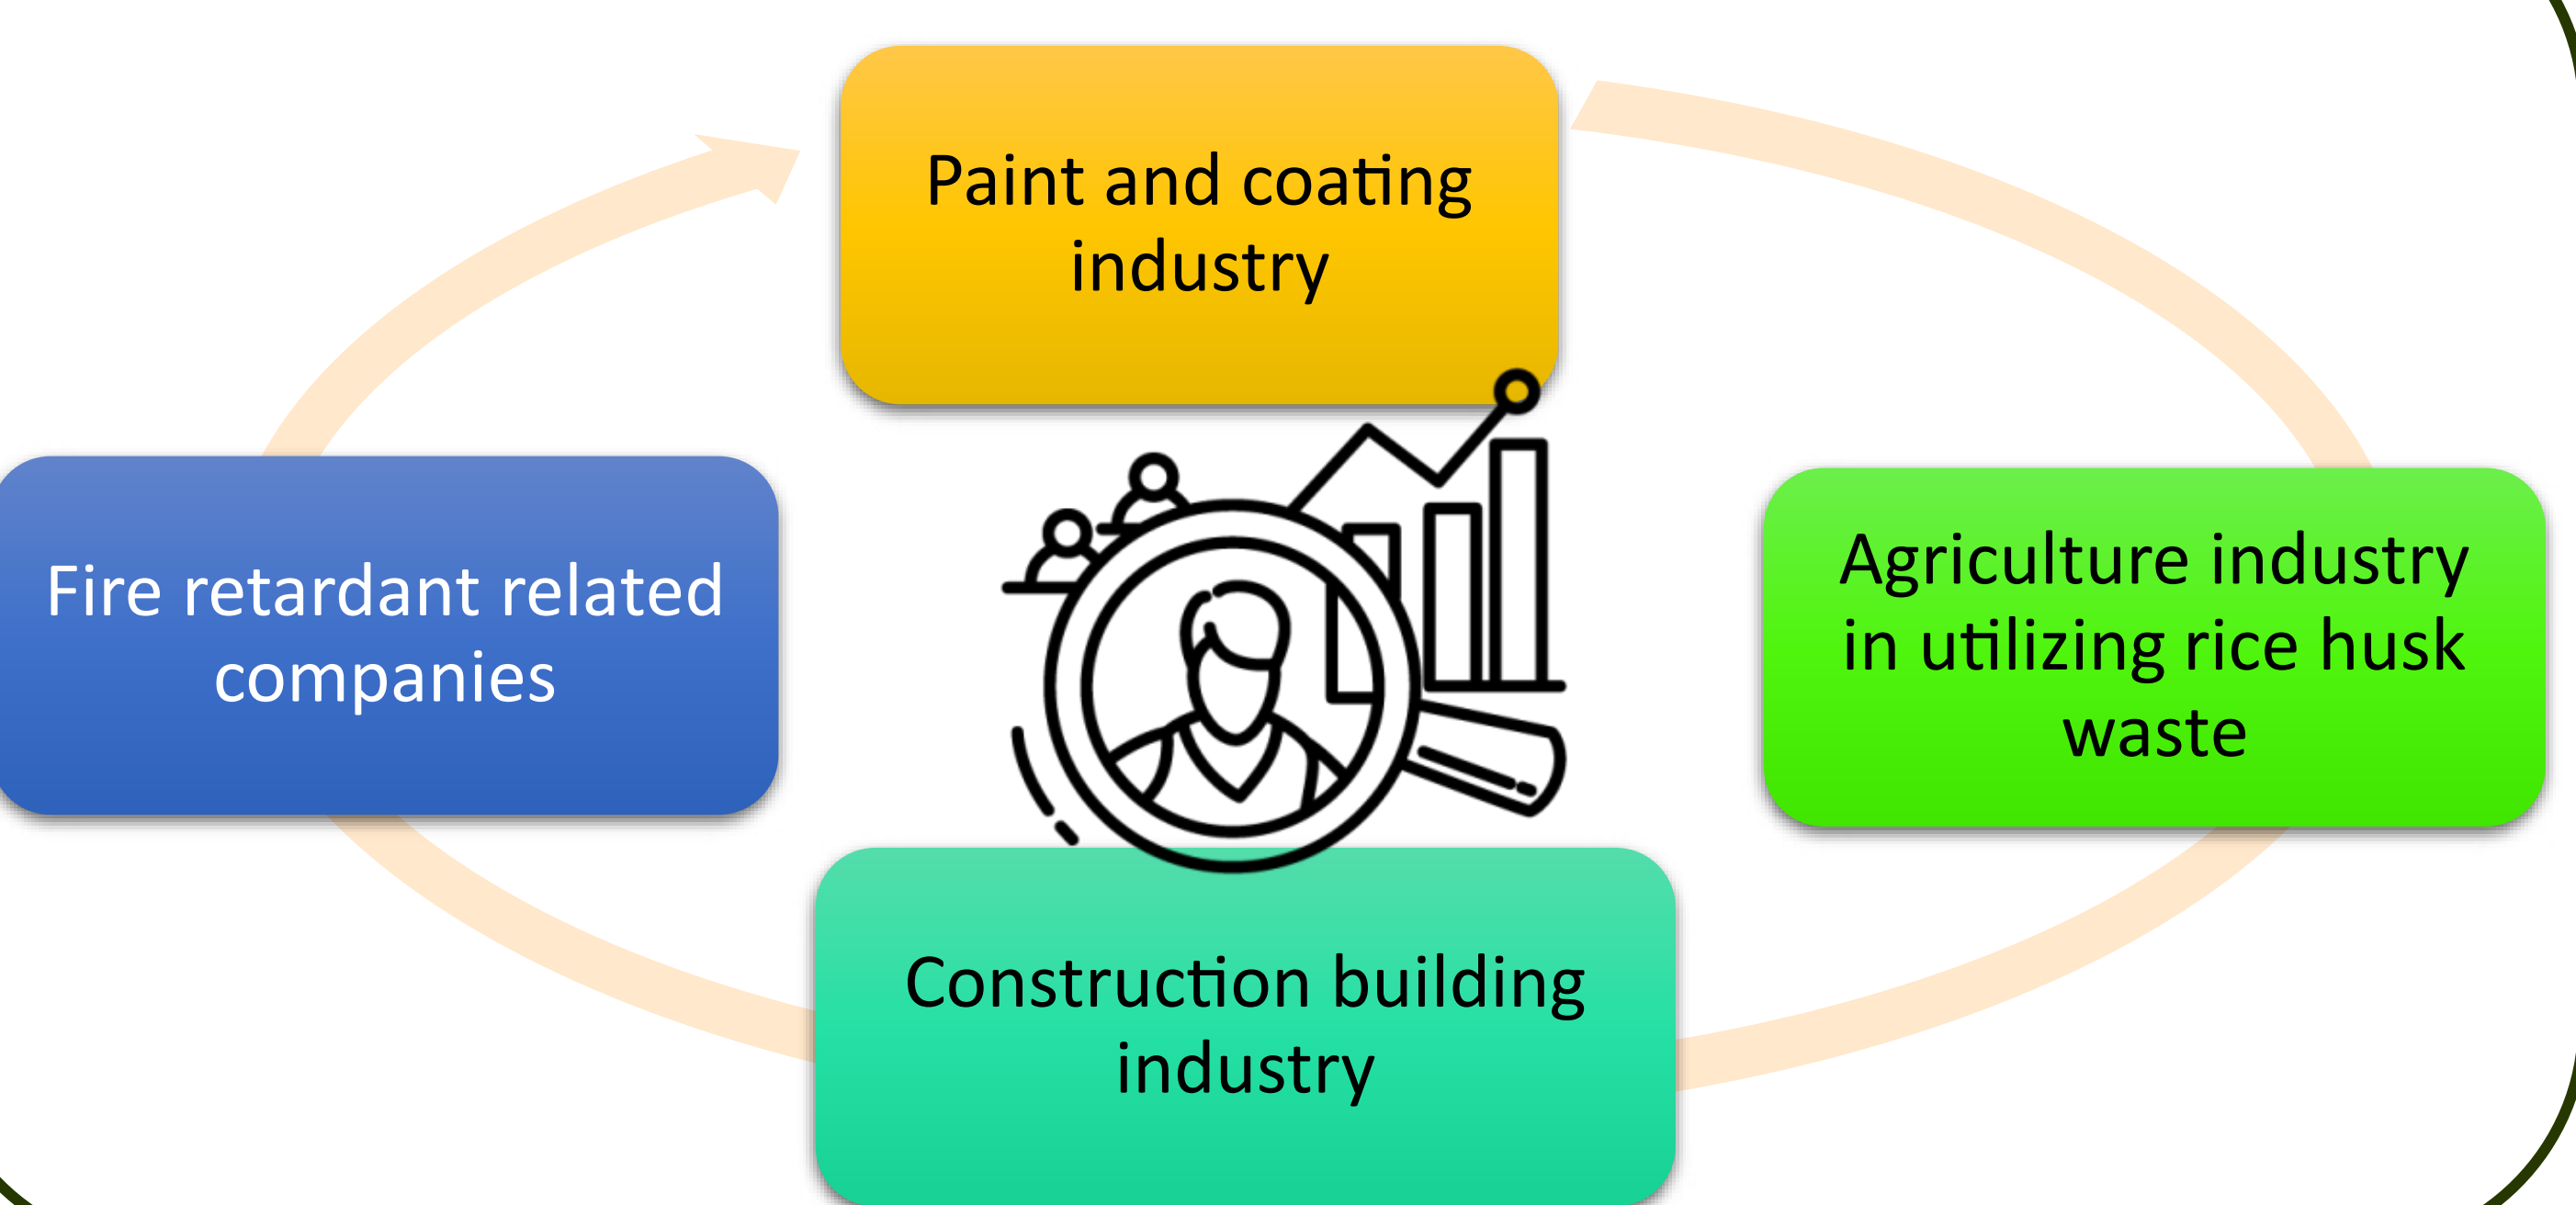 Paint and coating
industry
Fire retardant related
companies
Agriculture industry
in utilizing rice husk
waste
Construction building
industry